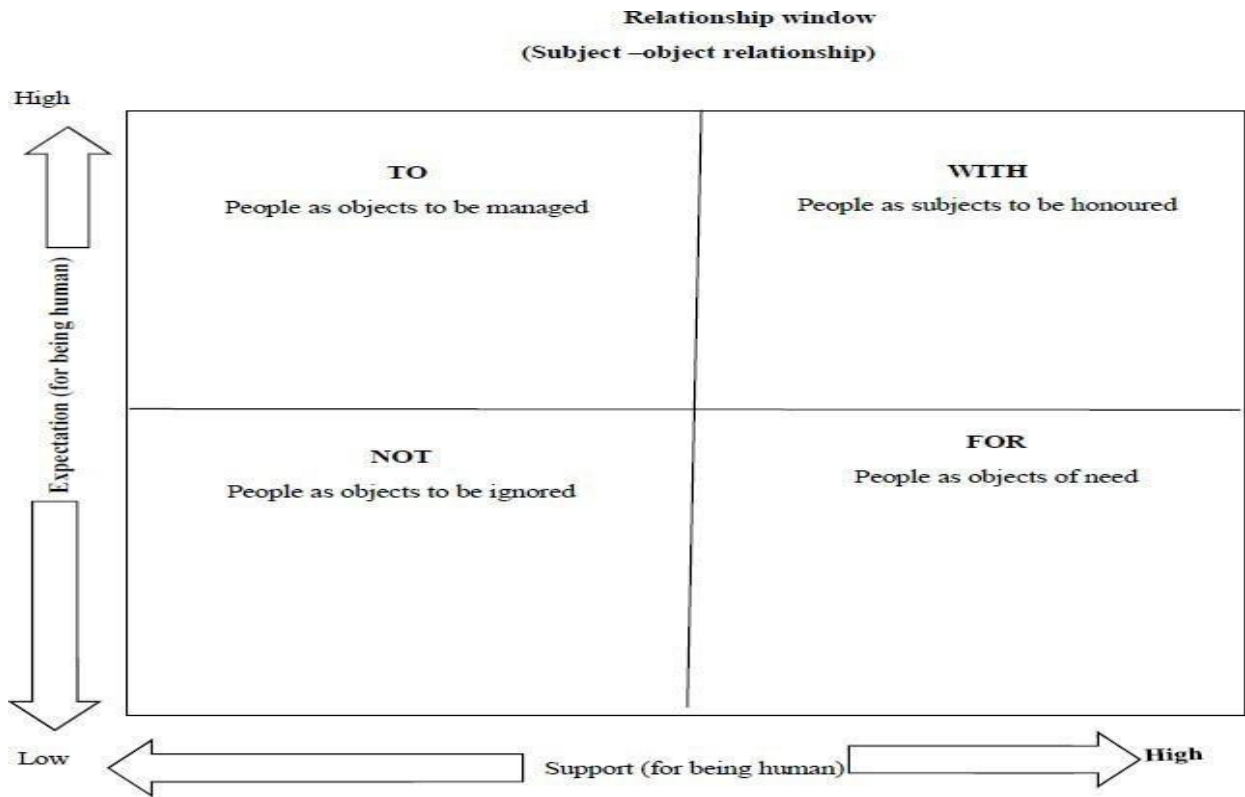 Relationship window
(Subject –object relationship)
High
TO
People as objects to be managed
WITH
People as subjects to be honoured
Expectation (for being human)
NOT
People as objects to be ignored
FOR
People as objects of need
Low
Support (for being human)
High